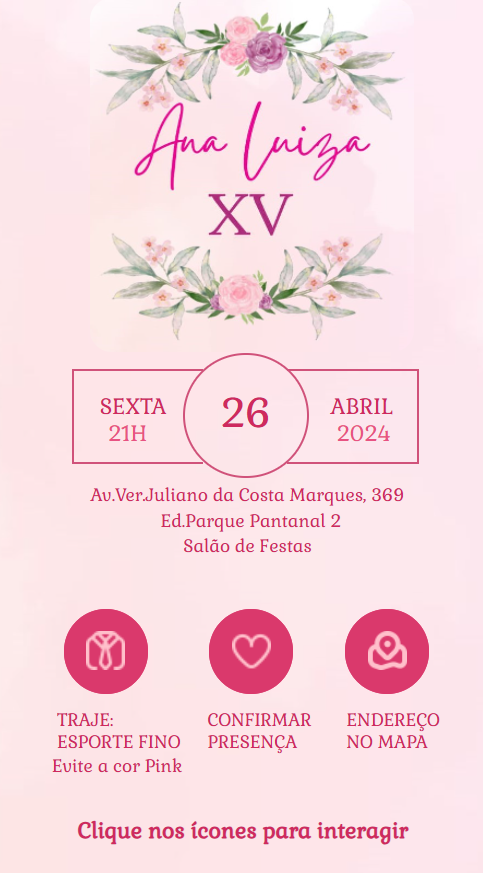 Ana Luiza
XV
SEXTA
21H
26
ABRIL
2024
Av.Ver.Juliano da Costa Marques, 369
Ed.Parque Pantanal 2
Salão de Festas
TRAJE:
ESPORTE FINO
Evite a cor Pink
CONFIRMAR
PRESENÇA
ENDEREÇO
NO MAPA
Clique nos ícones para interagir